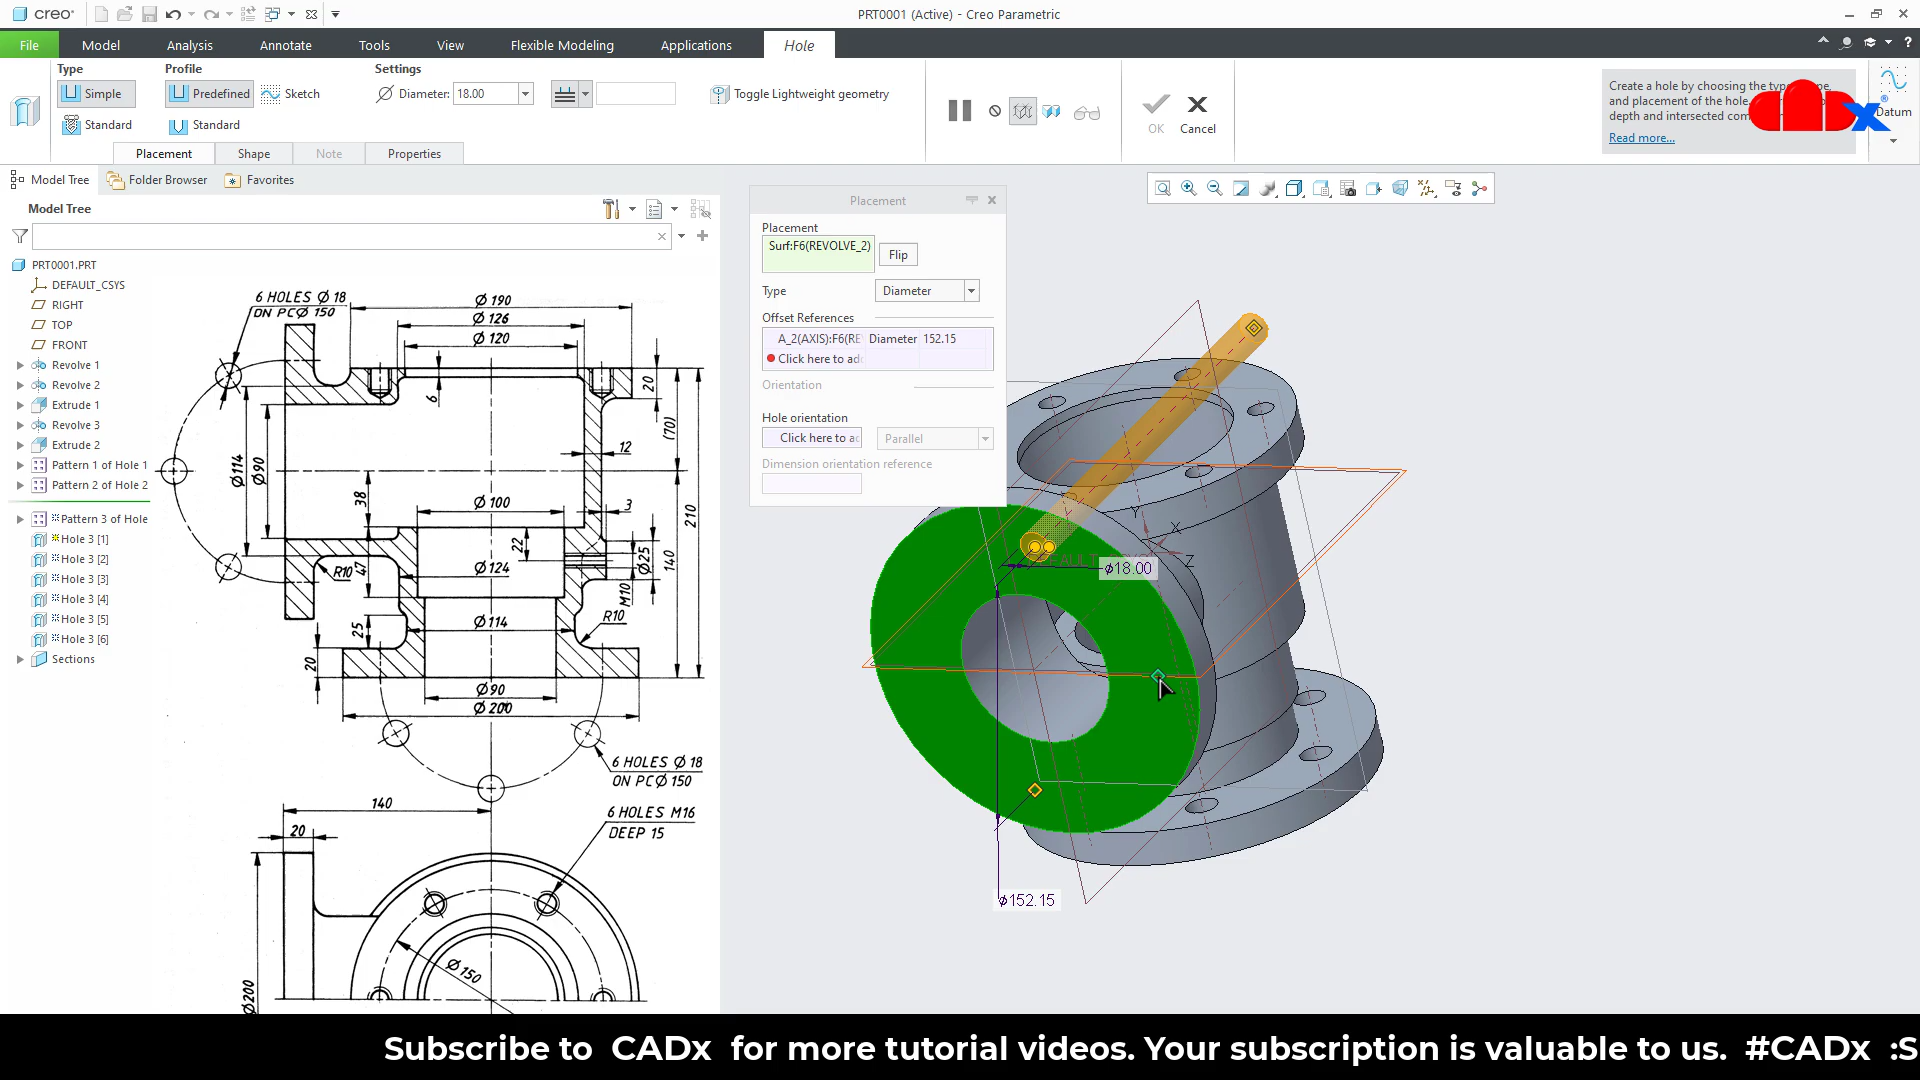 creo
PRT0001 (Active) - Creo Parametric
File
Model
Analysis
Annotate
Tools
View
Flexible Modeling
Applications
Hole
Type
Profile
Settings
Simple
Predefined
Sketch
Diameter:
18.00
Toggle Lightweight geometry
Standard
Standard
OK
Cancel
Create a hole by choosing the type,
and placement of the hole,
depth and intersected com
Read more...
x
Datum
Placement
Shape
Note
Properties
Model Tree
Folder Browser
Favorites
Model Tree
PRT0001.PRT
DEFAULT_CSYS
RIGHT
TOP
FRONT
Revolve 1
Revolve 2
Extrude 1
Revolve 3
Extrude 2
Pattern 1 of Hole 1
Pattern 2 of Hole 2
Pattern 3 of Hole
Hole 3 [1]
Hole 3 [2]
Hole 3 [3]
Hole 3 [4]
Hole 3 [5]
Hole 3 [6]
Sections
6 HOLES Ø 18
ON PCØ 150
Ø 190
Ø 126
Ø 120
6
20
(70)
12
Ø114
Ø90
38
Ø 100
3
210
22
Ø25
140
R10
47
Ø 124
M10
25
Ø 114
R10
20
Ø90
Ø 200
6 HOLES Ø 18
ON PCØ 150
140
6 HOLES M16
DEEP 15
20
Ø150
Ø200
Placement
Placement
Surf:F6(REVOLVE_2)
Flip
Type
Diameter
Offset References
A_2(AXIS):F6(RE
Diameter
152.15
Click here to add
Orientation
Hole orientation
Click here to ad
Parallel
Dimension orientation reference
Y
X
Z
⌀18.00
⌀152.15
Subscribe to CADx for more tutorial videos. Your subscription is valuable to us. #CADx :S